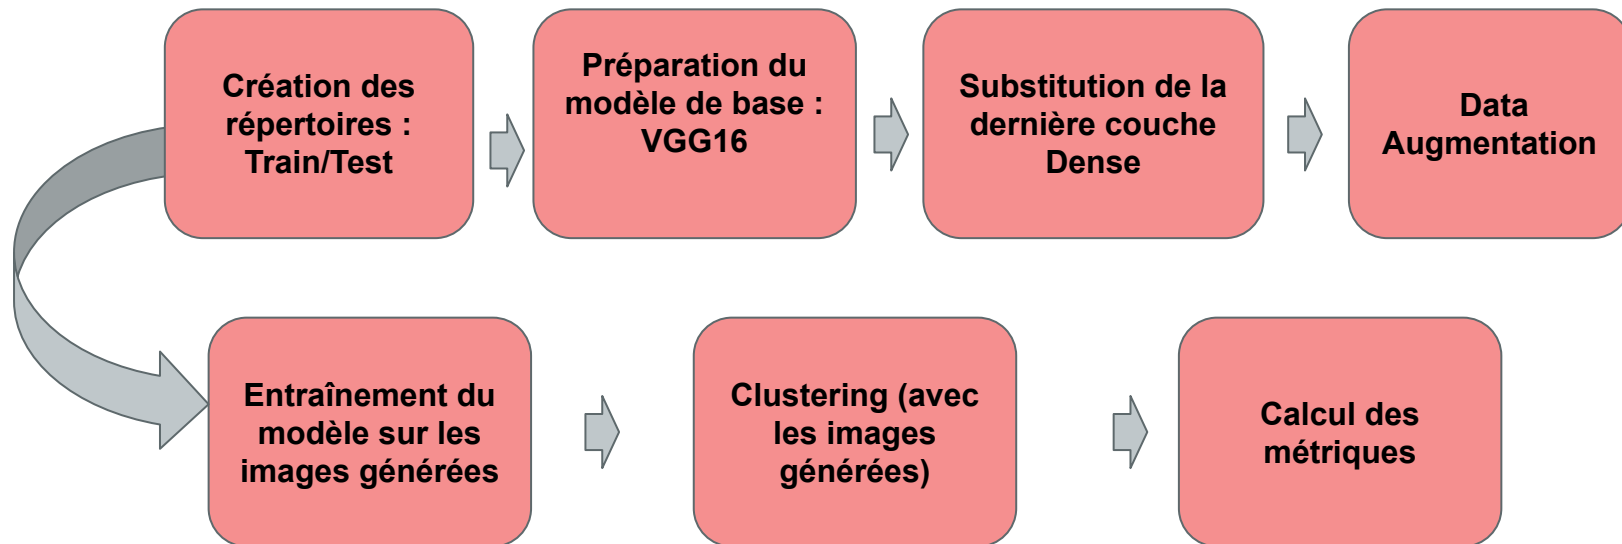 Création des
répertoires :
Train/Test
Préparation du
modèle de base :
VGG16
Substitution de la
dernière couche
Dense
Data
Augmentation
Entraînement du
modèle sur les
images générées
Clustering (avec
les images
générées)
Calcul des
métriques